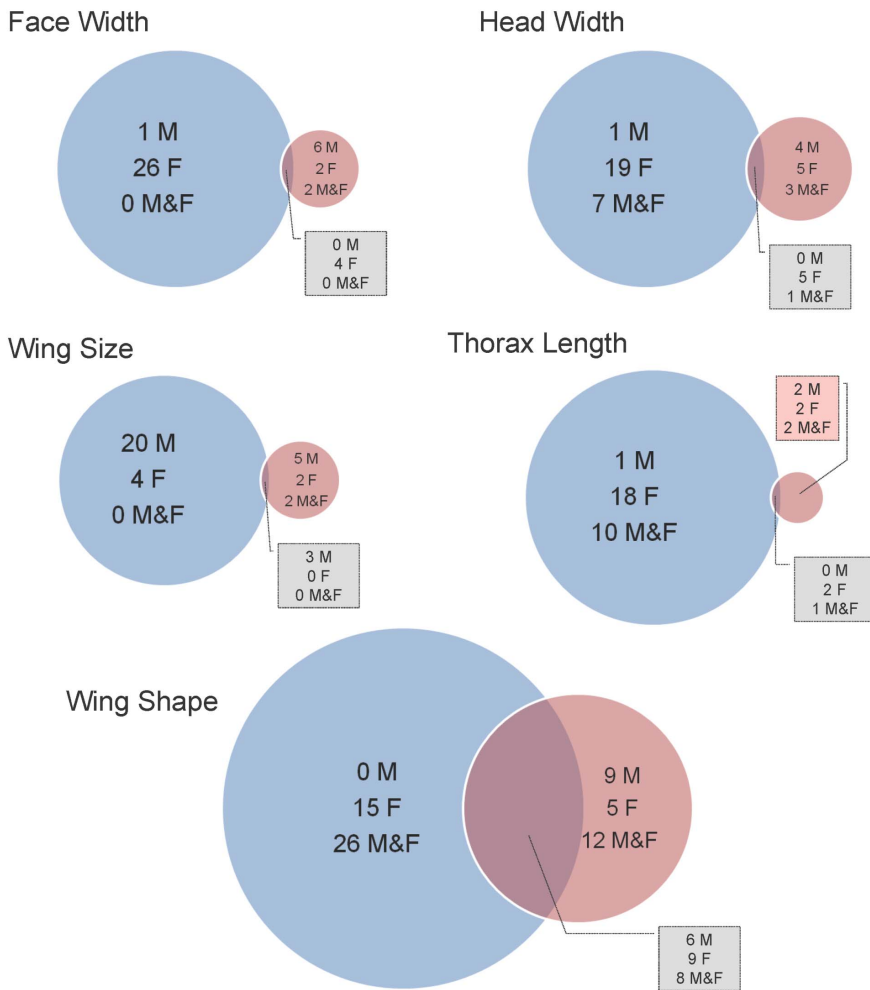 Face Width
1 M
26 F
0 M&F
6 M
2 F
2 M&F
0 M
4 F
0 M&F
Head Width
1 M
19 F
7 M&F
4 M
5 F
3 M&F
0 M
5 F
1 M&F
Wing Size
20 M
4 F
0 M&F
5 M
2 F
2 M&F
3 M
0 F
0 M&F
Thorax Length
1 M
18 F
10 M&F
2 M
2 F
2 M&F
0 M
2 F
1 M&F
Wing Shape
0 M
15 F
26 M&F
9 M
5 F
12 M&F
6 M
9 F
8 M&F